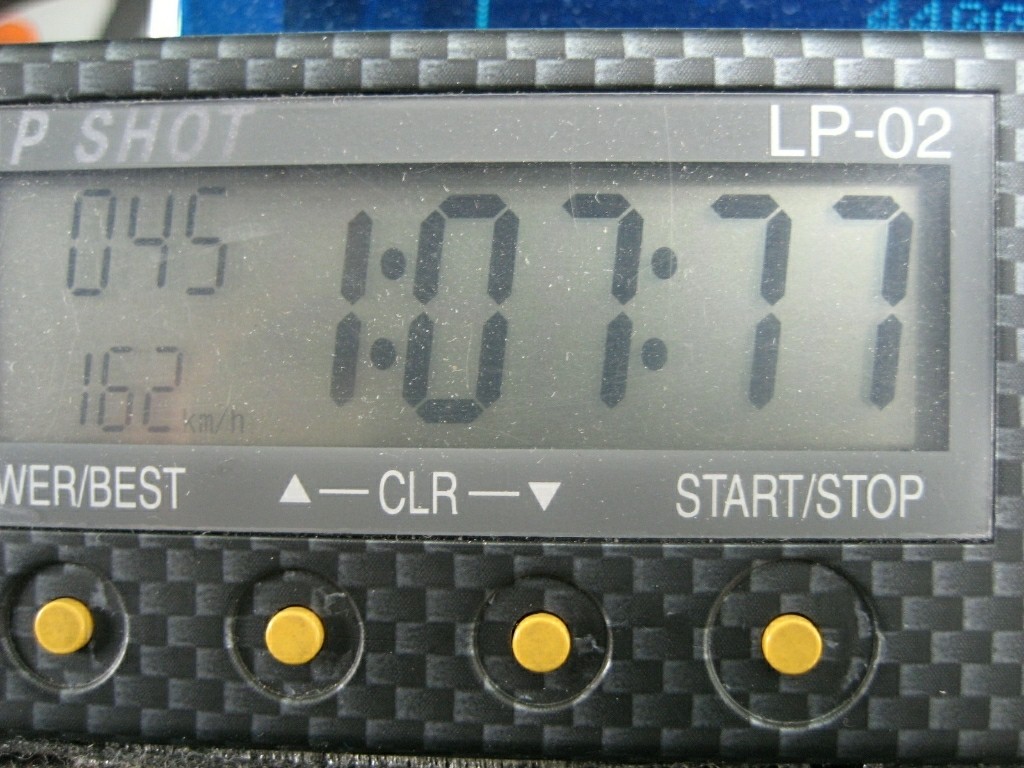 P SHOT LP-02
045 1:07:77
162 km/h
WER/BEST ▲—CLR—▼ START/STOP